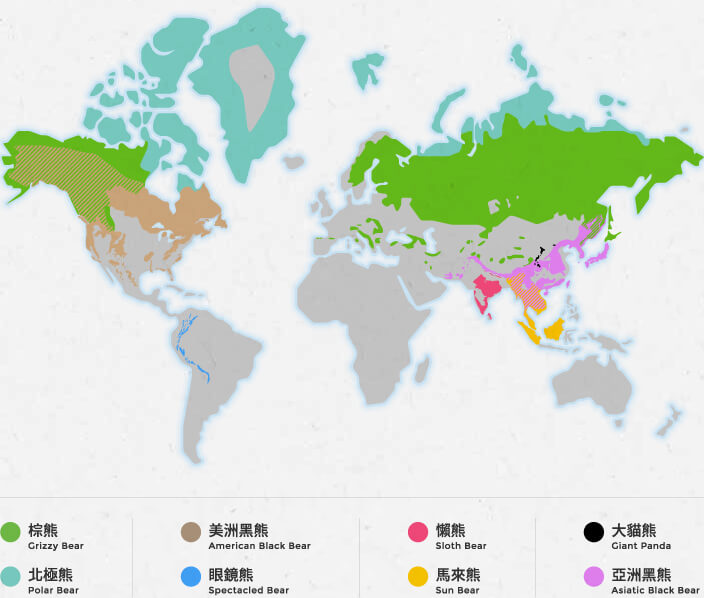 棕熊
Grizzy Bear
美洲黑熊
American Black Bear
懶熊
Sloth Bear
大貓熊
Giant Panda
北極熊
Polar Bear
眼鏡熊
Spectacled Bear
馬來熊
Sun Bear
亞洲黑熊
Asiatic Black Bear